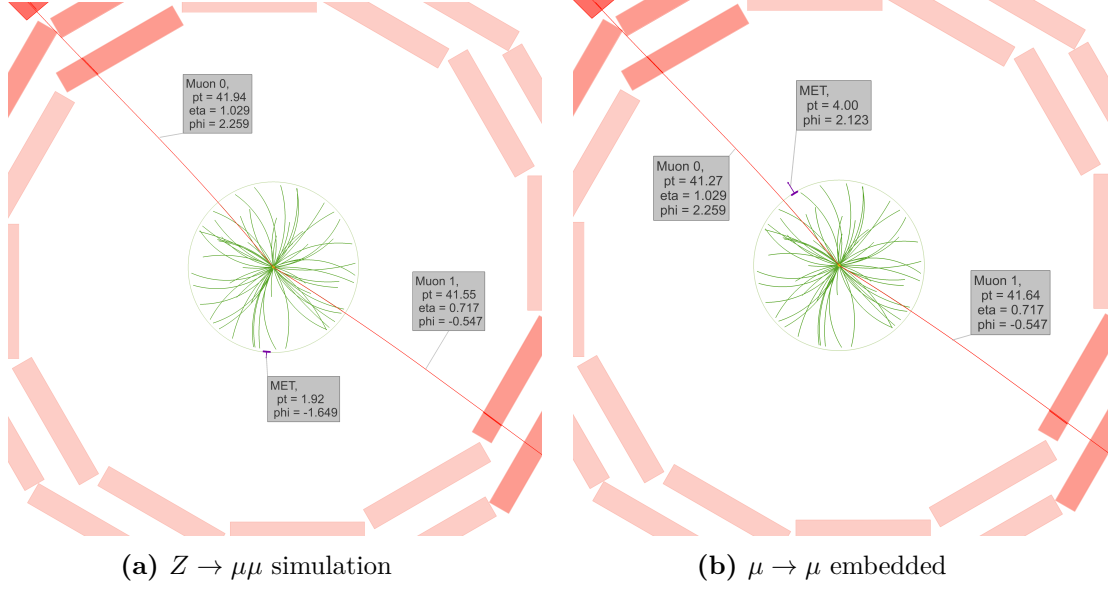 Muon 0,
pt = 41.94
eta = 1.029
phi = 2.259
Muon 1,
pt = 41.55
eta = 0.717
phi = -0.547
MET,
pt = 1.92
phi = -1.649
(a) Z → μμ simulation
MET,
pt = 4.00
phi = 2.123
Muon 0,
pt = 41.27
eta = 1.029
phi = 2.259
Muon 1,
pt = 41.64
eta = 0.717
phi = -0.547
(b) μ → μ embedded